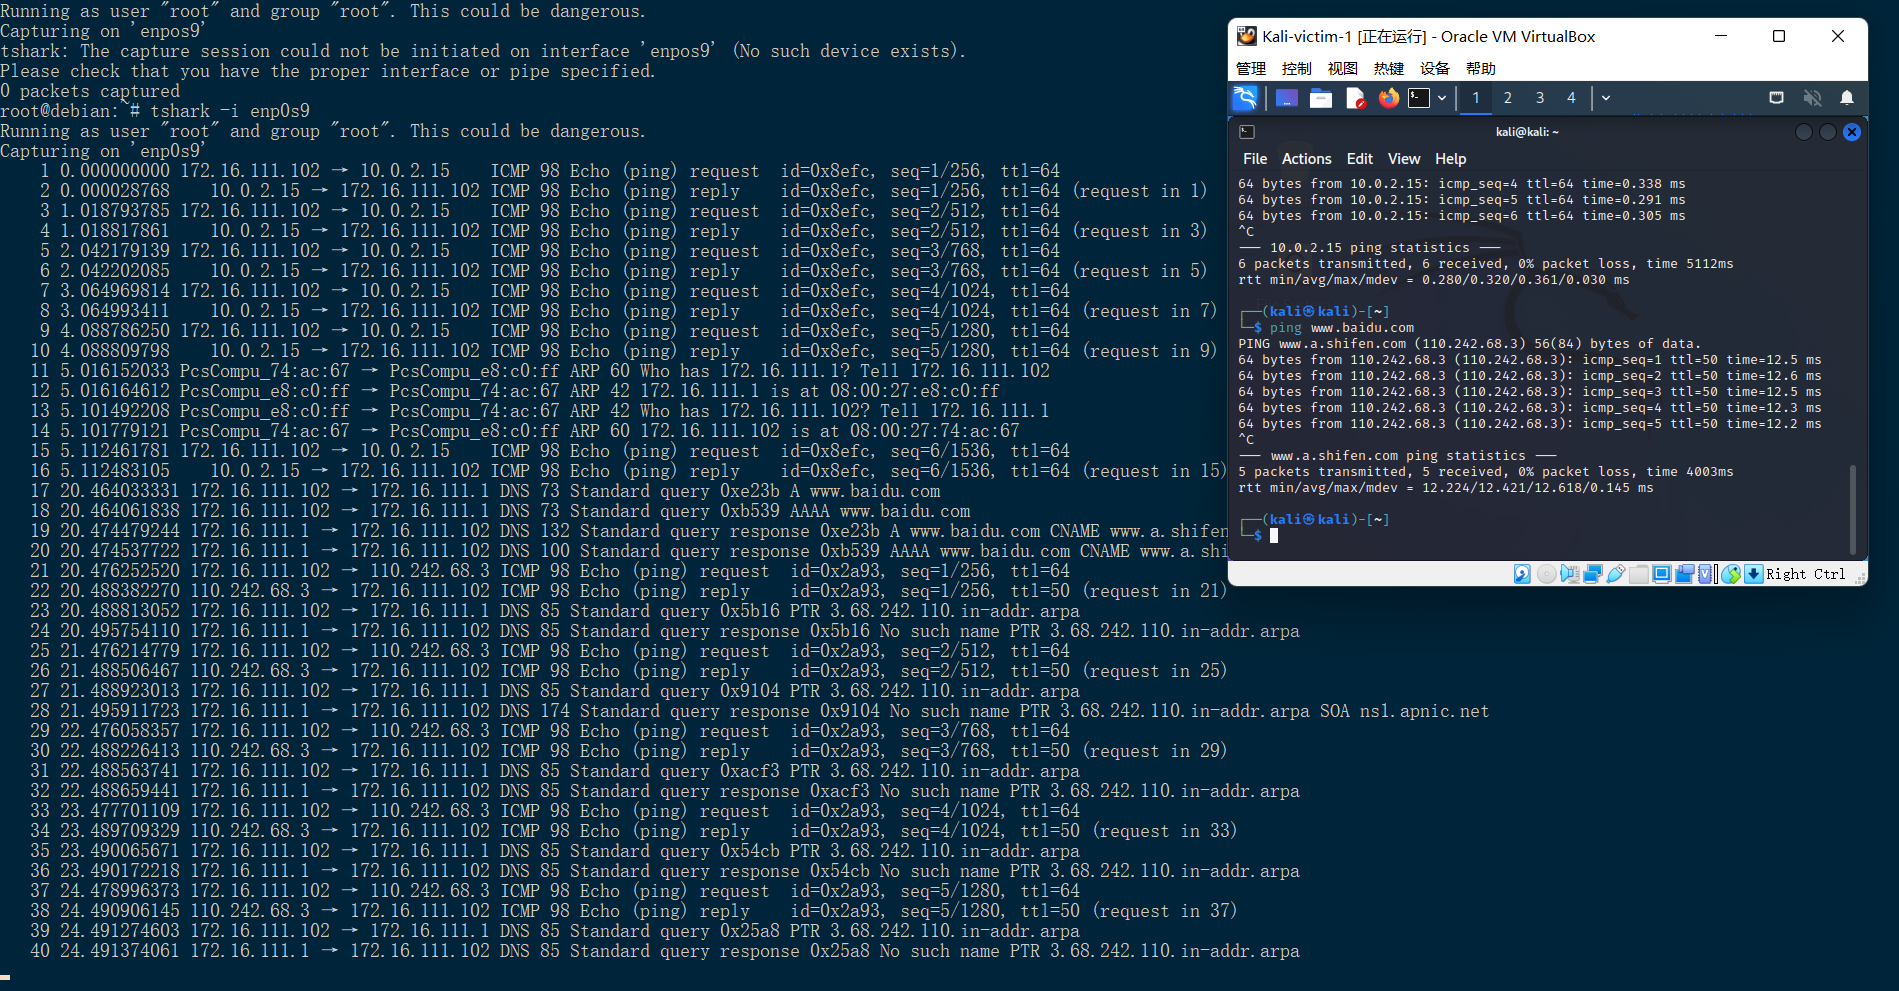 Running as user "root" and group "root". This could be dangerous.
Capturing on 'enpos9'
tshark: The capture session could not be initiated on interface 'enpos9' (No such device exists).
Please check that you have the proper interface or pipe specified.
0 packets captured
root@debian:~# tshark -i enp0s9
Running as user "root" and group "root". This could be dangerous.
Capturing on 'enp0s9'
1 0.000000000 172.16.111.102 → 10.0.2.15 ICMP 98 Echo (ping) request id=0x8efc, seq=1/256, ttl=64
2 0.000028768 10.0.2.15 → 172.16.111.102 ICMP 98 Echo (ping) reply id=0x8efc, seq=1/256, ttl=64 (request in 1)
3 1.018793785 172.16.111.102 → 10.0.2.15 ICMP 98 Echo (ping) request id=0x8efc, seq=2/512, ttl=64
4 1.018817861 10.0.2.15 → 172.16.111.102 ICMP 98 Echo (ping) reply id=0x8efc, seq=2/512, ttl=64 (request in 3)
5 2.042179139 172.16.111.102 → 10.0.2.15 ICMP 98 Echo (ping) request id=0x8efc, seq=3/768, ttl=64
6 2.042202085 10.0.2.15 → 172.16.111.102 ICMP 98 Echo (ping) reply id=0x8efc, seq=3/768, ttl=64 (request in 5)
7 3.064969814 172.16.111.102 → 10.0.2.15 ICMP 98 Echo (ping) request id=0x8efc, seq=4/1024, ttl=64
8 3.064993411 10.0.2.15 → 172.16.111.102 ICMP 98 Echo (ping) reply id=0x8efc, seq=4/1024, ttl=64 (request in 7)
9 4.088786250 172.16.111.102 → 10.0.2.15 ICMP 98 Echo (ping) request id=0x8efc, seq=5/1280, ttl=64
10 4.088809798 10.0.2.15 → 172.16.111.102 ICMP 98 Echo (ping) reply id=0x8efc, seq=5/1280, ttl=64 (request in 9)
11 5.016152033 PcsCompu_74:ac:67 → PcsCompu_e8:c0:ff ARP 60 Who has 172.16.111.1? Tell 172.16.111.102
12 5.016164612 PcsCompu_e8:c0:ff → PcsCompu_74:ac:67 ARP 42 172.16.111.1 is at 08:00:27:e8:c0:ff
13 5.101492208 PcsCompu_e8:c0:ff → PcsCompu_74:ac:67 ARP 42 Who has 172.16.111.102? Tell 172.16.111.1
14 5.101779121 PcsCompu_74:ac:67 → PcsCompu_e8:c0:ff ARP 60 172.16.111.102 is at 08:00:27:74:ac:67
15 5.112461781 172.16.111.102 → 10.0.2.15 ICMP 98 Echo (ping) request id=0x8efc, seq=6/1536, ttl=64
16 5.112483105 10.0.2.15 → 172.16.111.102 ICMP 98 Echo (ping) reply id=0x8efc, seq=6/1536, ttl=64 (request in 15)
17 20.464033331 172.16.111.102 → 172.16.111.1 DNS 73 Standard query 0xe23b A www.baidu.com
18 20.464061838 172.16.111.102 → 172.16.111.1 DNS 73 Standard query 0xb539 AAAA www.baidu.com
19 20.474479244 172.16.111.1 → 172.16.111.102 DNS 132 Standard query response 0xe23b A www.baidu.com CNAME www.a.shifen
20 20.474537722 172.16.111.1 → 172.16.111.102 DNS 100 Standard query response 0xb539 AAAA www.baidu.com CNAME www.a.shi
21 20.476252520 172.16.111.102 → 110.242.68.3 ICMP 98 Echo (ping) request id=0x2a93, seq=1/256, ttl=64
22 20.488382270 110.242.68.3 → 172.16.111.102 ICMP 98 Echo (ping) reply id=0x2a93, seq=1/256, ttl=50 (request in 21)
23 20.488813052 172.16.111.102 → 172.16.111.1 DNS 85 Standard query 0x5b16 PTR 3.68.242.110.in-addr.arpa
24 20.495754110 172.16.111.1 → 172.16.111.102 DNS 85 Standard query response 0x5b16 No such name PTR 3.68.242.110.in-addr.arpa
25 21.476214779 172.16.111.102 → 110.242.68.3 ICMP 98 Echo (ping) request id=0x2a93, seq=2/512, ttl=64
26 21.488506467 110.242.68.3 → 172.16.111.102 ICMP 98 Echo (ping) reply id=0x2a93, seq=2/512, ttl=50 (request in 25)
27 21.488923013 172.16.111.102 → 172.16.111.1 DNS 85 Standard query 0x9104 PTR 3.68.242.110.in-addr.arpa
28 21.495911723 172.16.111.1 → 172.16.111.102 DNS 174 Standard query response 0x9104 No such name PTR 3.68.242.110.in-addr.arpa SOA ns1.apnic.net
29 22.476058357 172.16.111.102 → 110.242.68.3 ICMP 98 Echo (ping) request id=0x2a93, seq=3/768, ttl=64
30 22.488226413 110.242.68.3 → 172.16.111.102 ICMP 98 Echo (ping) reply id=0x2a93, seq=3/768, ttl=50 (request in 29)
31 22.488563741 172.16.111.102 → 172.16.111.1 DNS 85 Standard query 0xacf3 PTR 3.68.242.110.in-addr.arpa
32 22.488659441 172.16.111.1 → 172.16.111.102 DNS 85 Standard query response 0xacf3 No such name PTR 3.68.242.110.in-addr.arpa
33 23.477701109 172.16.111.102 → 110.242.68.3 ICMP 98 Echo (ping) request id=0x2a93, seq=4/1024, ttl=64
34 23.489709329 110.242.68.3 → 172.16.111.102 ICMP 98 Echo (ping) reply id=0x2a93, seq=4/1024, ttl=50 (request in 33)
35 23.490065671 172.16.111.102 → 172.16.111.1 DNS 85 Standard query 0x54cb PTR 3.68.242.110.in-addr.arpa
36 23.490172218 172.16.111.1 → 172.16.111.102 DNS 85 Standard query response 0x54cb No such name PTR 3.68.242.110.in-addr.arpa
37 24.478996373 172.16.111.102 → 110.242.68.3 ICMP 98 Echo (ping) request id=0x2a93, seq=5/1280, ttl=64
38 24.490906145 110.242.68.3 → 172.16.111.102 ICMP 98 Echo (ping) reply id=0x2a93, seq=5/1280, ttl=50 (request in 37)
39 24.491274603 172.16.111.102 → 172.16.111.1 DNS 85 Standard query 0x25a8 PTR 3.68.242.110.in-addr.arpa
40 24.491374061 172.16.111.1 → 172.16.111.102 DNS 85 Standard query response 0x25a8 No such name PTR 3.68.242.110.in-addr.arpa
Kali-victim-1 [正在运行] - Oracle VM VirtualBox
管理 控制 视图 热键 设备 帮助
1 2 3 4
kali@kali: ~
File Actions Edit View Help
64 bytes from 10.0.2.15: icmp_seq=4 ttl=64 time=0.338 ms
64 bytes from 10.0.2.15: icmp_seq=5 ttl=64 time=0.291 ms
64 bytes from 10.0.2.15: icmp_seq=6 ttl=64 time=0.305 ms
^C
--- 10.0.2.15 ping statistics ---
6 packets transmitted, 6 received, 0% packet loss, time 5112ms
rtt min/avg/max/mdev = 0.280/0.320/0.361/0.030 ms
┌──(kali㉿kali)-[~]
└─$ ping www.baidu.com
PING www.a.shifen.com (110.242.68.3) 56(84) bytes of data.
64 bytes from 110.242.68.3 (110.242.68.3): icmp_seq=1 ttl=50 time=12.5 ms
64 bytes from 110.242.68.3 (110.242.68.3): icmp_seq=2 ttl=50 time=12.6 ms
64 bytes from 110.242.68.3 (110.242.68.3): icmp_seq=3 ttl=50 time=12.5 ms
64 bytes from 110.242.68.3 (110.242.68.3): icmp_seq=4 ttl=50 time=12.3 ms
64 bytes from 110.242.68.3 (110.242.68.3): icmp_seq=5 ttl=50 time=12.2 ms
^C
--- www.a.shifen.com ping statistics ---
5 packets transmitted, 5 received, 0% packet loss, time 4003ms
rtt min/avg/max/mdev = 12.224/12.421/12.618/0.145 ms
┌──(kali㉿kali)-[~]
└─$
Right Ctrl